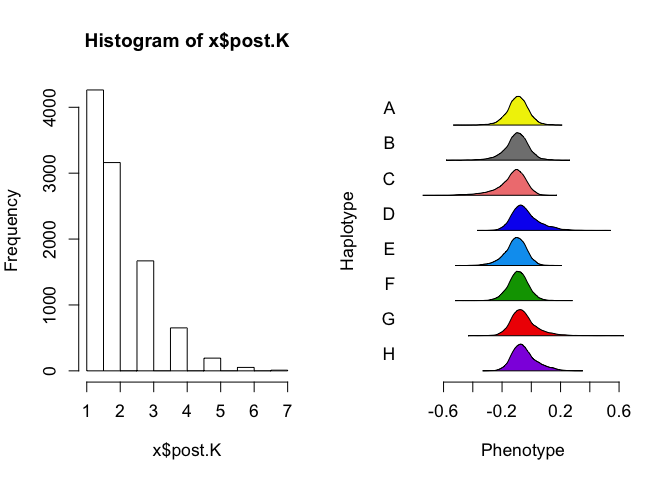 Histogram of x$post.K
Frequency
4000
3000
2000
1000
0
1 2 3 4 5 6 7
x$post.K
Haplotype
A
B
C
D
E
F
G
H
-0.6 -0.2 0.2 0.6
Phenotype